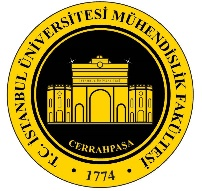 T.C. İSTANBUL ÜNİVERSİTESİ MÜHENDİSLİK FAKÜLTESİ
CERRAHPAŞA
• 1774 •